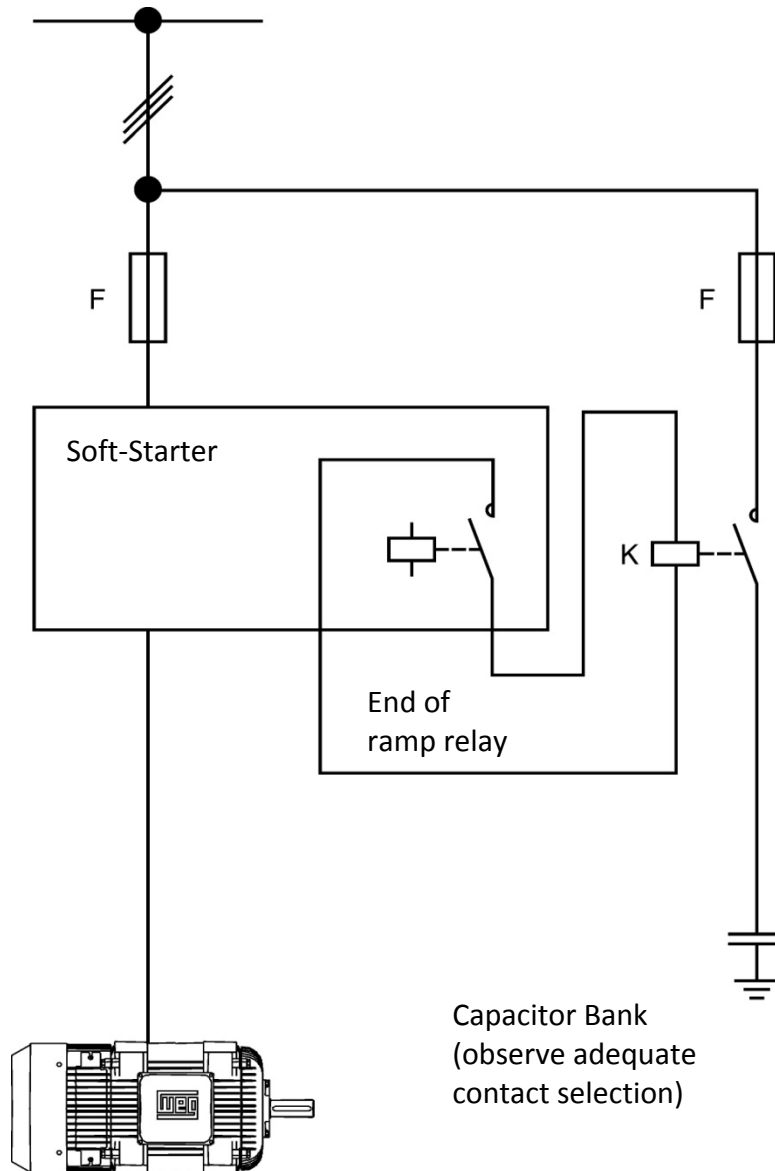 F
F
Soft-Starter
K
End of
ramp relay
Capacitor Bank
(observe adequate
contact selection)
WEG